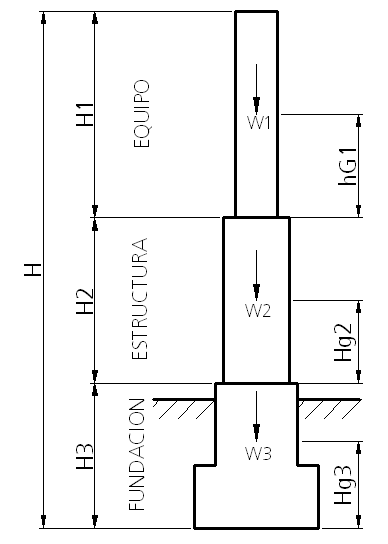 H
H1
EQUIPO
W1
hG1
H2
ESTRUCTURA
W2
Hg2
H3
FUNDACION
W3
Hg3